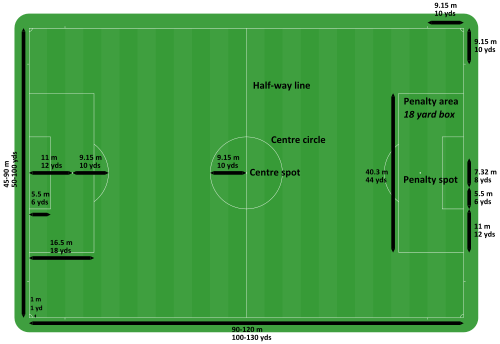 9.15 m
10 yds
9.15 m
10 yds
Half-way line
Penalty area
18 yard box
Centre circle
11 m
12 yds
9.15 m
10 yds
9.15 m
10 yds
Centre spot
40.3 m
44 yds
Penalty spot
7.32 m
8 yds
45-90 m
50-100 yds
5.5 m
6 yds
5.5 m
6 yds
11 m
12 yds
16.5 m
18 yds
1 m
1 yd
90-120 m
100-130 yds